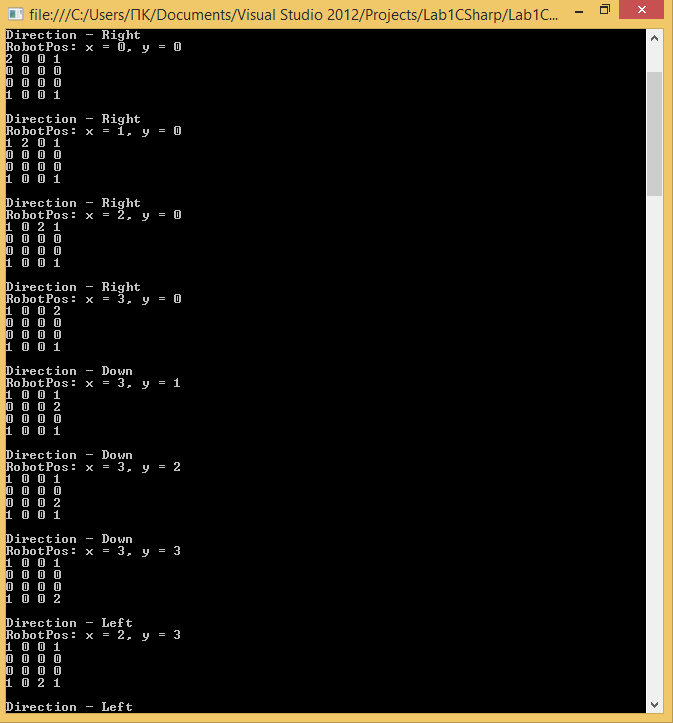 file:///C:/Users/ПК/Documents/Visual Studio 2012/Projects/Lab1CSharp/Lab1C...
Direction - Right
RobotPos: x = 0, y = 0
2 0 0 1
0 0 0 0
0 0 0 0
1 0 0 1
Direction - Right
RobotPos: x = 1, y = 0
1 2 0 1
0 0 0 0
0 0 0 0
1 0 0 1
Direction - Right
RobotPos: x = 2, y = 0
1 0 2 1
0 0 0 0
0 0 0 0
1 0 0 1
Direction - Right
RobotPos: x = 3, y = 0
1 0 0 2
0 0 0 0
0 0 0 0
1 0 0 1
Direction - Down
RobotPos: x = 3, y = 1
1 0 0 1
0 0 0 2
0 0 0 0
1 0 0 1
Direction - Down
RobotPos: x = 3, y = 2
1 0 0 1
0 0 0 0
0 0 0 2
1 0 0 1
Direction - Down
RobotPos: x = 3, y = 3
1 0 0 1
0 0 0 0
0 0 0 0
1 0 0 2
Direction - Left
RobotPos: x = 2, y = 3
1 0 0 1
0 0 0 0
0 0 0 0
1 0 2 1
Direction - Left